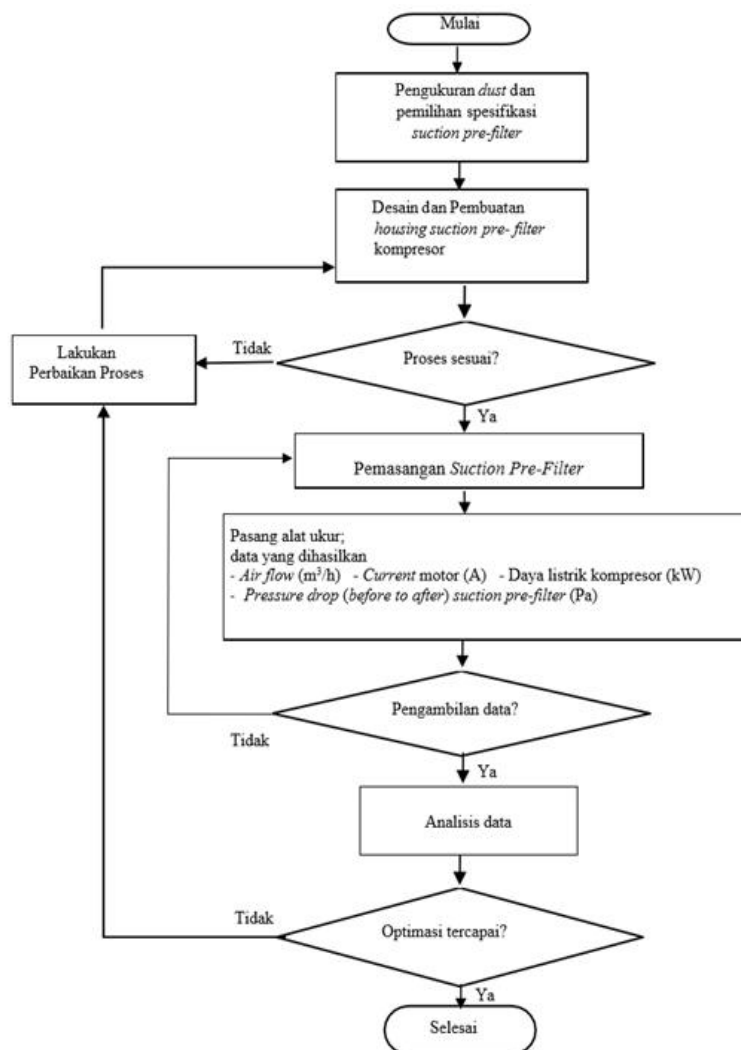 Mulai
Pengukuran dust dan
pemilihan spesifikasi
suction pre-filter
Desain dan Pembuatan
housing suction pre- filter
kompresor
Lakukan
Perbaikan Proses
Tidak
Proses sesuai?
Ya
Pemasangan Suction Pre-Filter
Pasang alat ukur;
data yang dihasilkan
- Air flow (m³/h) - Current motor (A) - Daya listrik kompresor (kW)
- Pressure drop (before to after) suction pre-filter (Pa)
Pengambilan data?
Tidak
Ya
Analisis data
Tidak
Optimasi tercapai?
Ya
Selesai